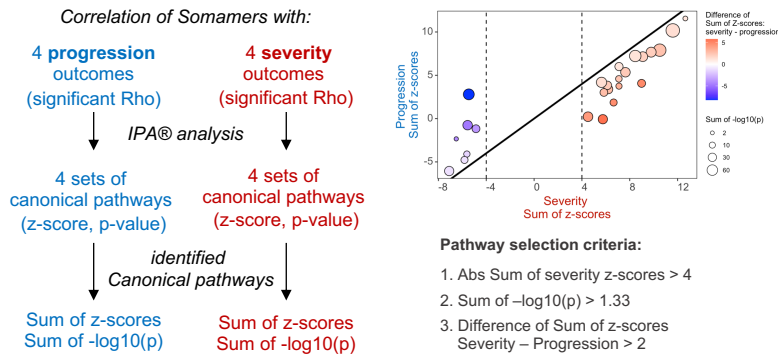 Correlation of Somamers with:
4 progression
outcomes
(significant Rho)
4 severity
outcomes
(significant Rho)
IPA® analysis
4 sets of
canonical pathways
(z-score, p-value)
4 sets of
canonical pathways
(z-score, p-value)
identified
Canonical pathways
Sum of z-scores
Sum of -log10(p)
Sum of z-scores
Sum of -log10(p)
Progression
Sum of z-scores
10
5
0
-5
-8
-4
0
4
8
12
Severity
Sum of z-scores
Difference of
Sum of Z-scores:
severity - progression
5
0
-5
Sum of -log10(p)
2
10
30
60
Pathway selection criteria:
1. Abs Sum of severity z-scores > 4
2. Sum of –log10(p) > 1.33
3. Difference of Sum of z-scores
Severity – Progression > 2